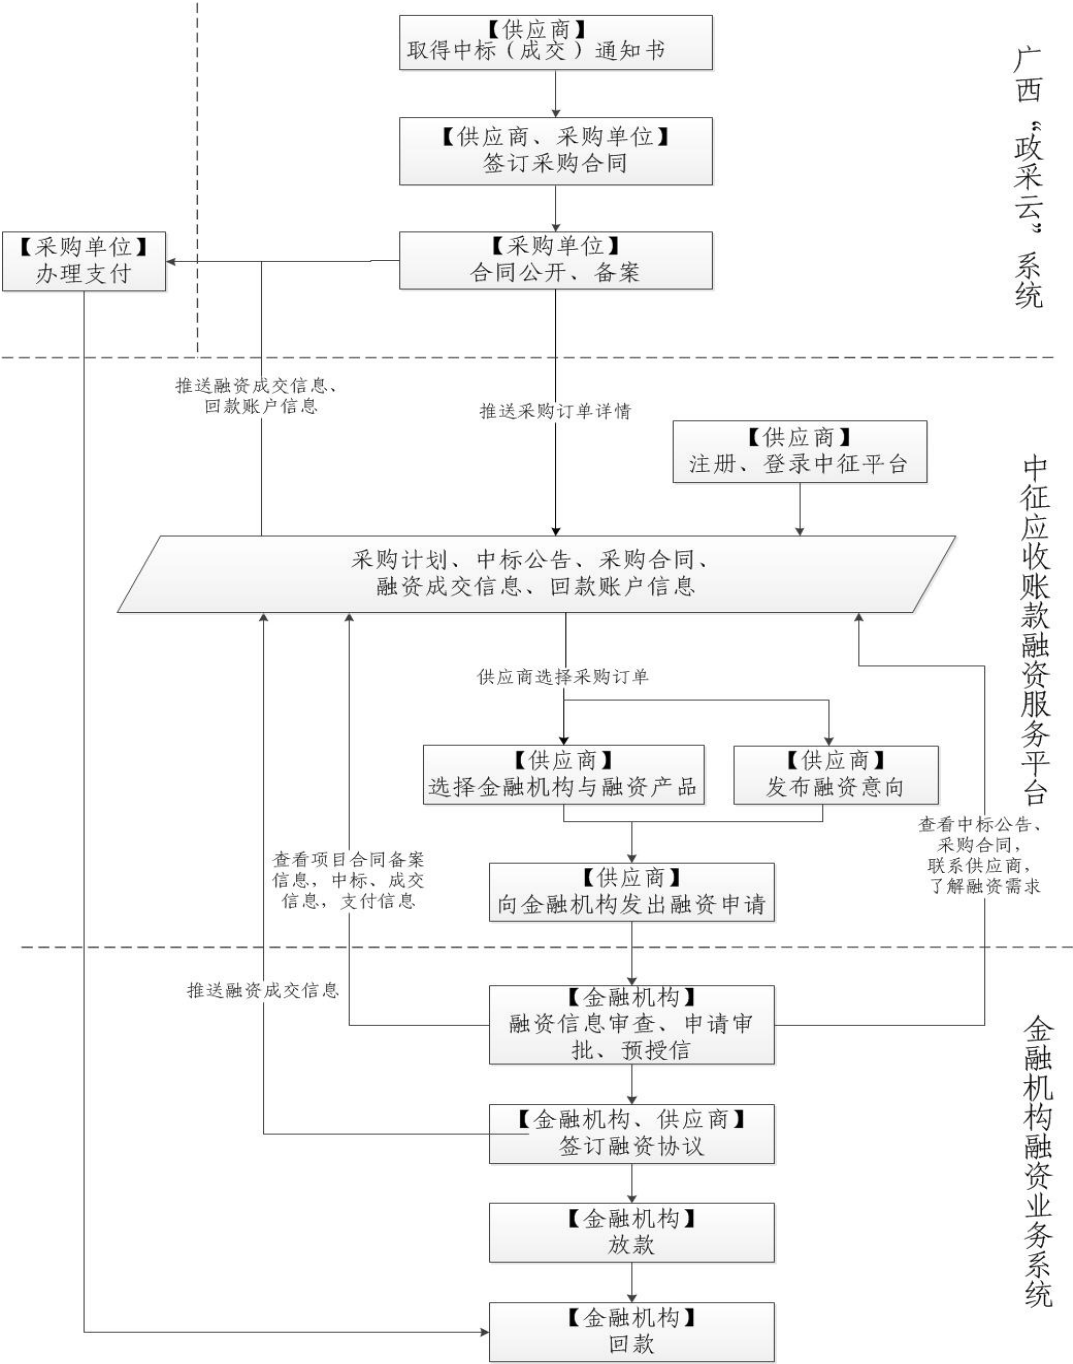 【供应商】
取得中标（成交）通知书
【供应商、采购单位】
签订采购合同
【采购单位】
合同公开、备案
【采购单位】
办理支付
广西“政采云”系统
推送融资成交信息、
回款账户信息
推送采购订单详情
【供应商】
注册、登录中征平台
采购计划、中标公告、采购合同、
融资成交信息、回款账户信息
供应商选择采购订单
【供应商】
选择金融机构与融资产品
【供应商】
发布融资意向
中征应收账款融资服务平台
查看项目合同备案
信息，中标、成交
信息，支付信息
查看中标公告、
采购合同，
联系供应商，
了解融资需求
【供应商】
向金融机构发出融资申请
推送融资成交信息
【金融机构】
融资信息审查、申请审
批、预授信
【金融机构、供应商】
签订融资协议
【金融机构】
放款
【金融机构】
回款
金融机构融资业务系统